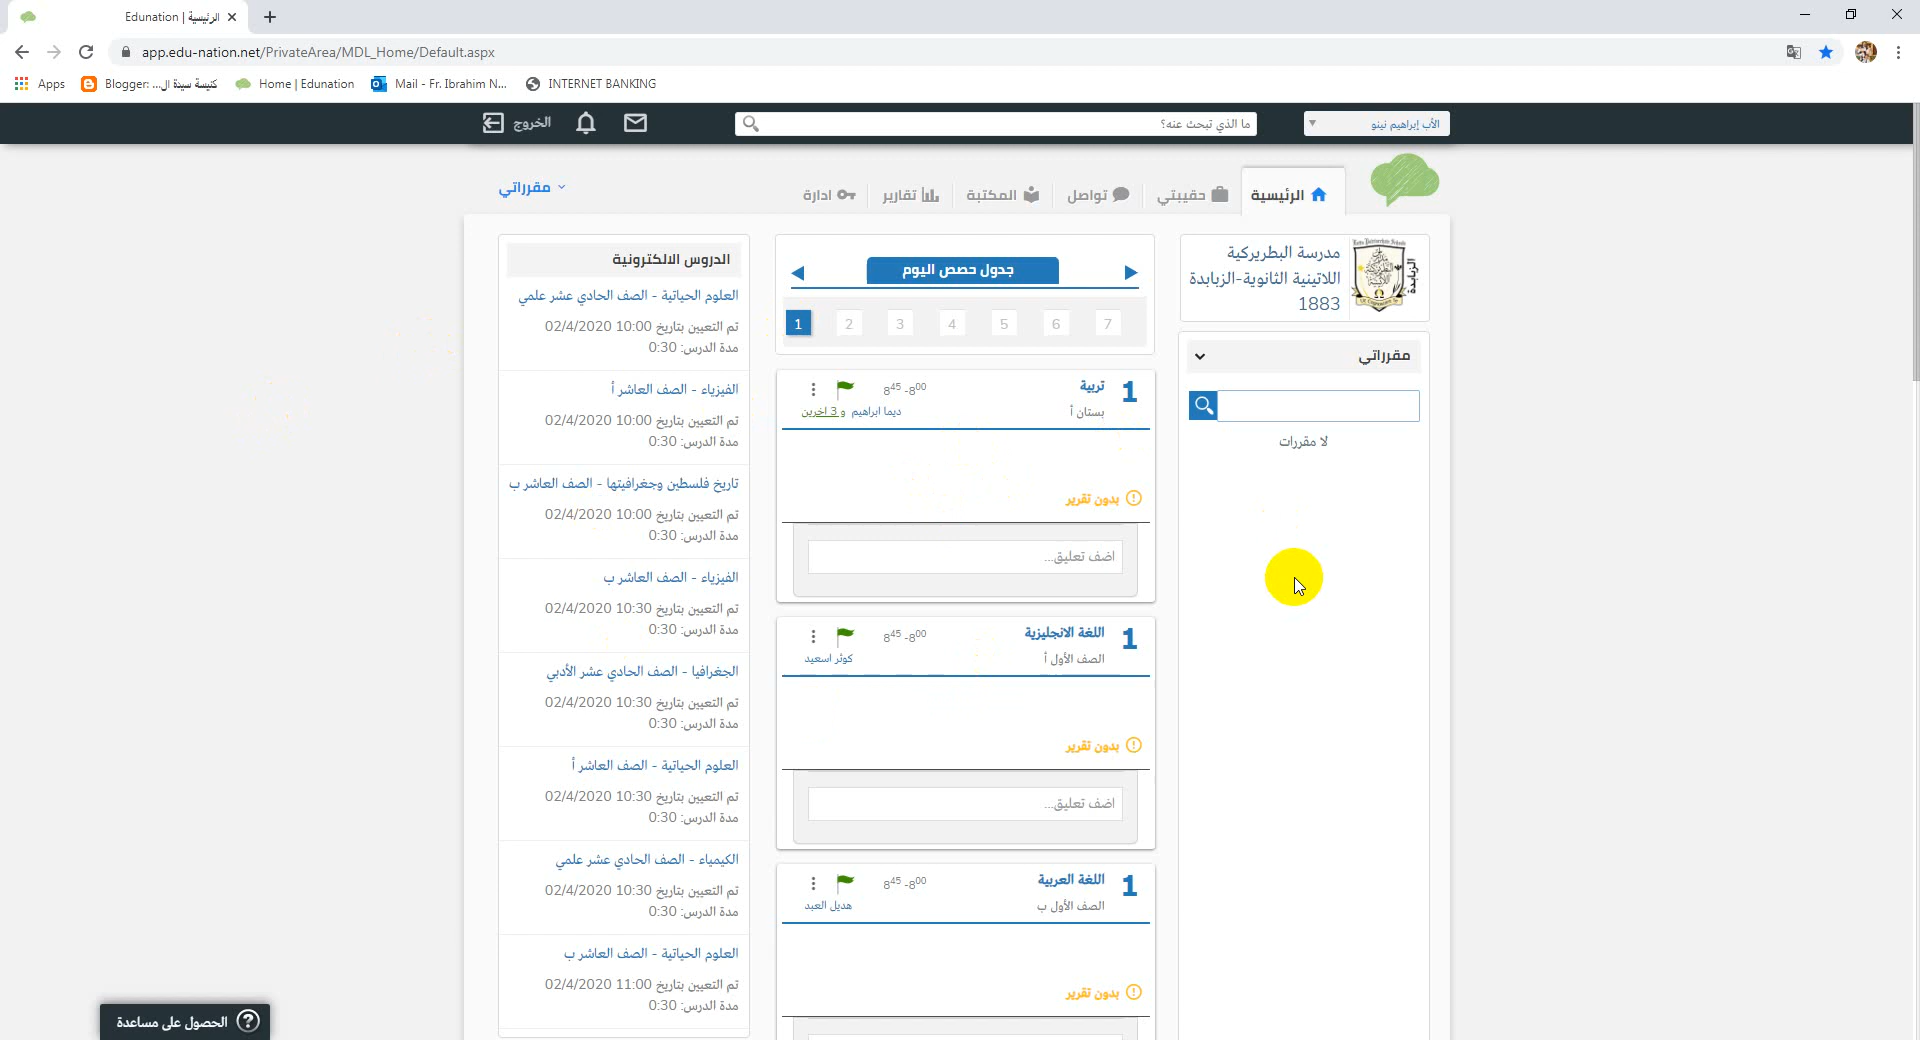 الرئيسية | Edunation
app.edu-nation.net/PrivateArea/MDL_Home/Default.aspx
Apps
Blogger: ...كنيسة سيدة ال
Home | Edunation
Mail - Fr. Ibrahim N...
INTERNET BANKING
الأب إبراهيم نينو
ما الذي تبحث عنه؟
الخروج
الرئيسية
حقيبتي
تواصل
المكتبة
تقارير
ادارة
مقرراتي
مدرسة البطريركية
اللاتينية الثانوية-الزبابدة
1883
الزبابدة
مقرراتي
لا مقررات
جدول حصص اليوم
1 2 3 4 5 6 7
1 تربية
بستان أ
8⁰⁰- 8⁴⁵
ديما ابراهيم و 3 اخرين
بدون تقرير
اضف تعليق...
1 اللغة الانجليزية
الصف الأول أ
8⁰⁰- 8⁴⁵
كوثر اسعيد
بدون تقرير
اضف تعليق...
1 اللغة العربية
الصف الأول ب
8⁰⁰- 8⁴⁵
هديل العبد
بدون تقرير
الدروس الالكترونية
العلوم الحياتية - الصف الحادي عشر علمي
تم التعيين بتاريخ 10:00 02/4/2020
مدة الدرس: 0:30
الفيزياء - الصف العاشر أ
تم التعيين بتاريخ 10:00 02/4/2020
مدة الدرس: 0:30
تاريخ فلسطين وجغرافيتها - الصف العاشر ب
تم التعيين بتاريخ 10:00 02/4/2020
مدة الدرس: 0:30
الفيزياء - الصف العاشر ب
تم التعيين بتاريخ 10:30 02/4/2020
مدة الدرس: 0:30
الجغرافيا - الصف الحادي عشر الأدبي
تم التعيين بتاريخ 10:30 02/4/2020
مدة الدرس: 0:30
العلوم الحياتية - الصف العاشر أ
تم التعيين بتاريخ 10:30 02/4/2020
مدة الدرس: 0:30
الكيمياء - الصف الحادي عشر علمي
تم التعيين بتاريخ 10:30 02/4/2020
مدة الدرس: 0:30
العلوم الحياتية - الصف العاشر ب
تم التعيين بتاريخ 11:00 02/4/2020
مدة الدرس: 0:30
الحصول على مساعدة